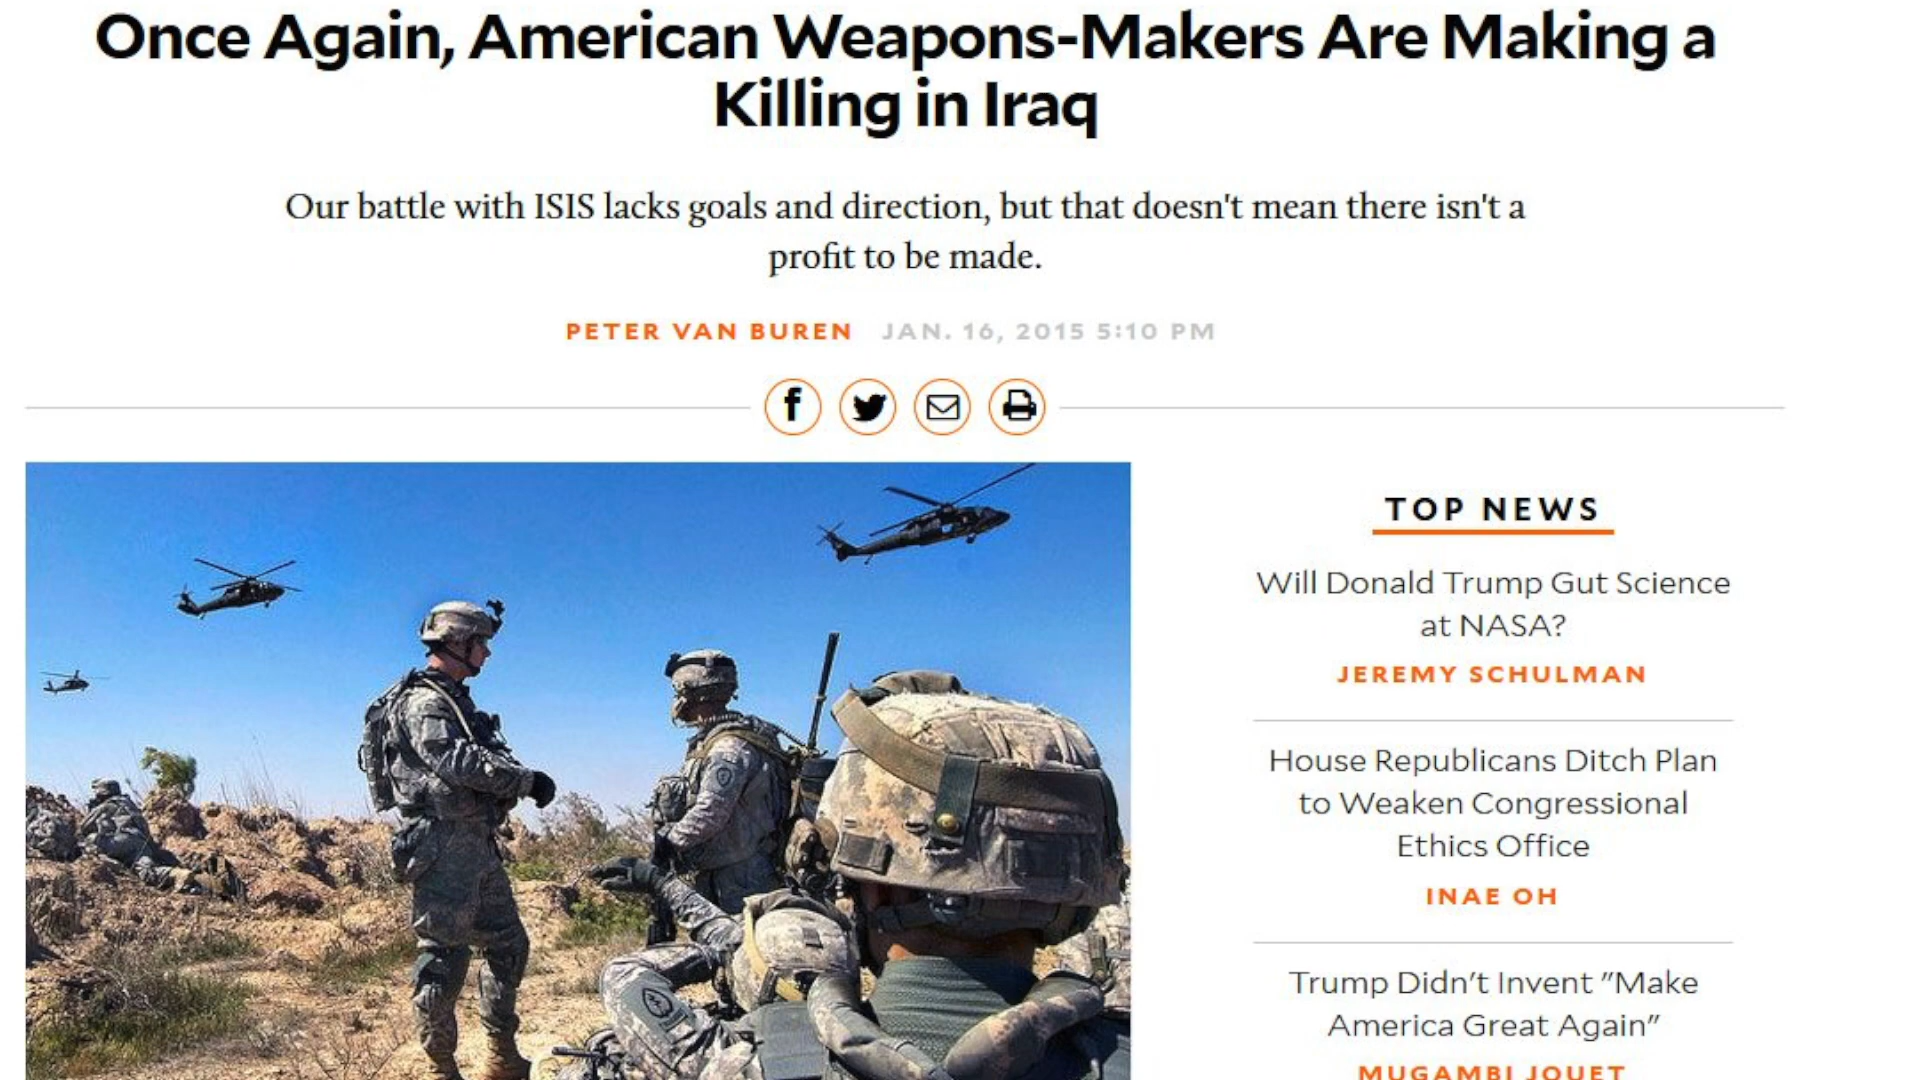 Once Again, American Weapons-Makers Are Making a
Killing in Iraq
Our battle with ISIS lacks goals and direction, but that doesn't mean there isn't a
profit to be made.
PETER VAN BUREN JAN. 16, 2015 5:10 PM
TOP NEWS
Will Donald Trump Gut Science
at NASA?
JEREMY SCHULMAN
House Republicans Ditch Plan
to Weaken Congressional
Ethics Office
INAE OH
Trump Didn't Invent "Make
America Great Again"
MUGAMBI JOUET